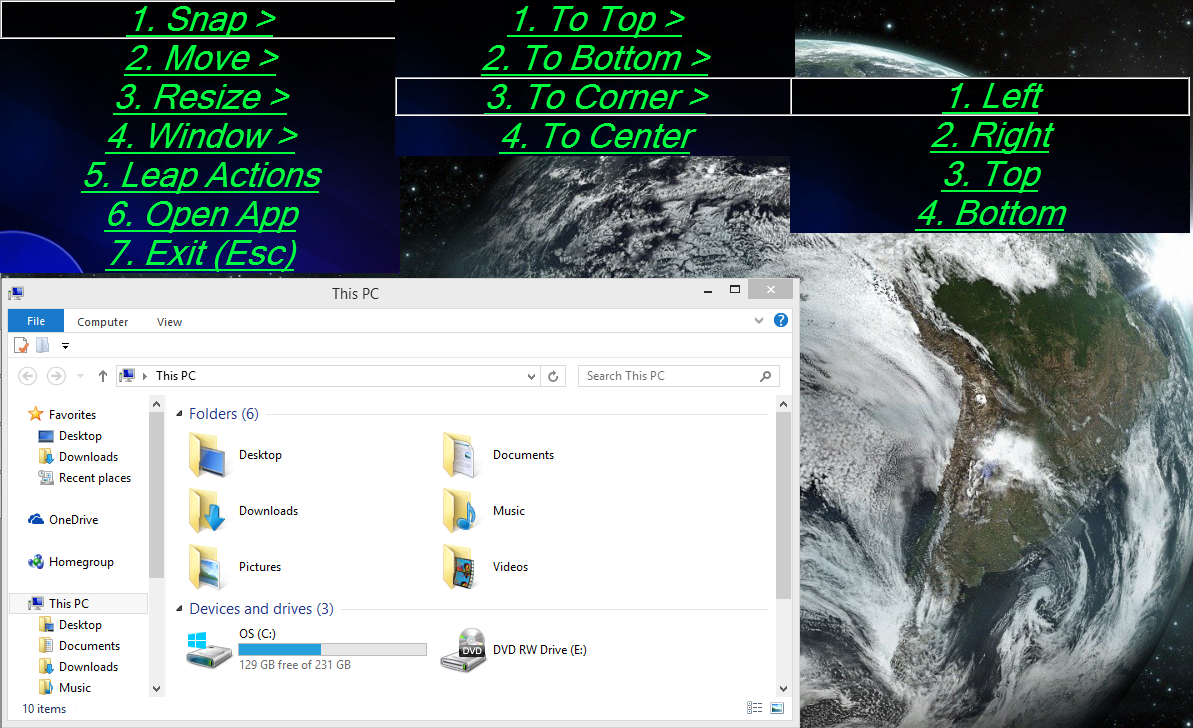 1. Snap >
2. Move >
3. Resize >
4. Window >
5. Leap Actions
6. Open App
7. Exit (Esc)
1. To Top >
2. To Bottom >
3. To Corner >
4. To Center
1. Left
2. Right
3. Top
4. Bottom
This PC
File Computer View
This PC
Search This PC
Favorites
Desktop
Downloads
Recent places
OneDrive
Homegroup
This PC
Desktop
Documents
Downloads
Music
Folders (6)
Desktop
Documents
Downloads
Music
Pictures
Videos
Devices and drives (3)
OS (C:)
129 GB free of 231 GB
DVD
DVD RW Drive (E:)
10 items